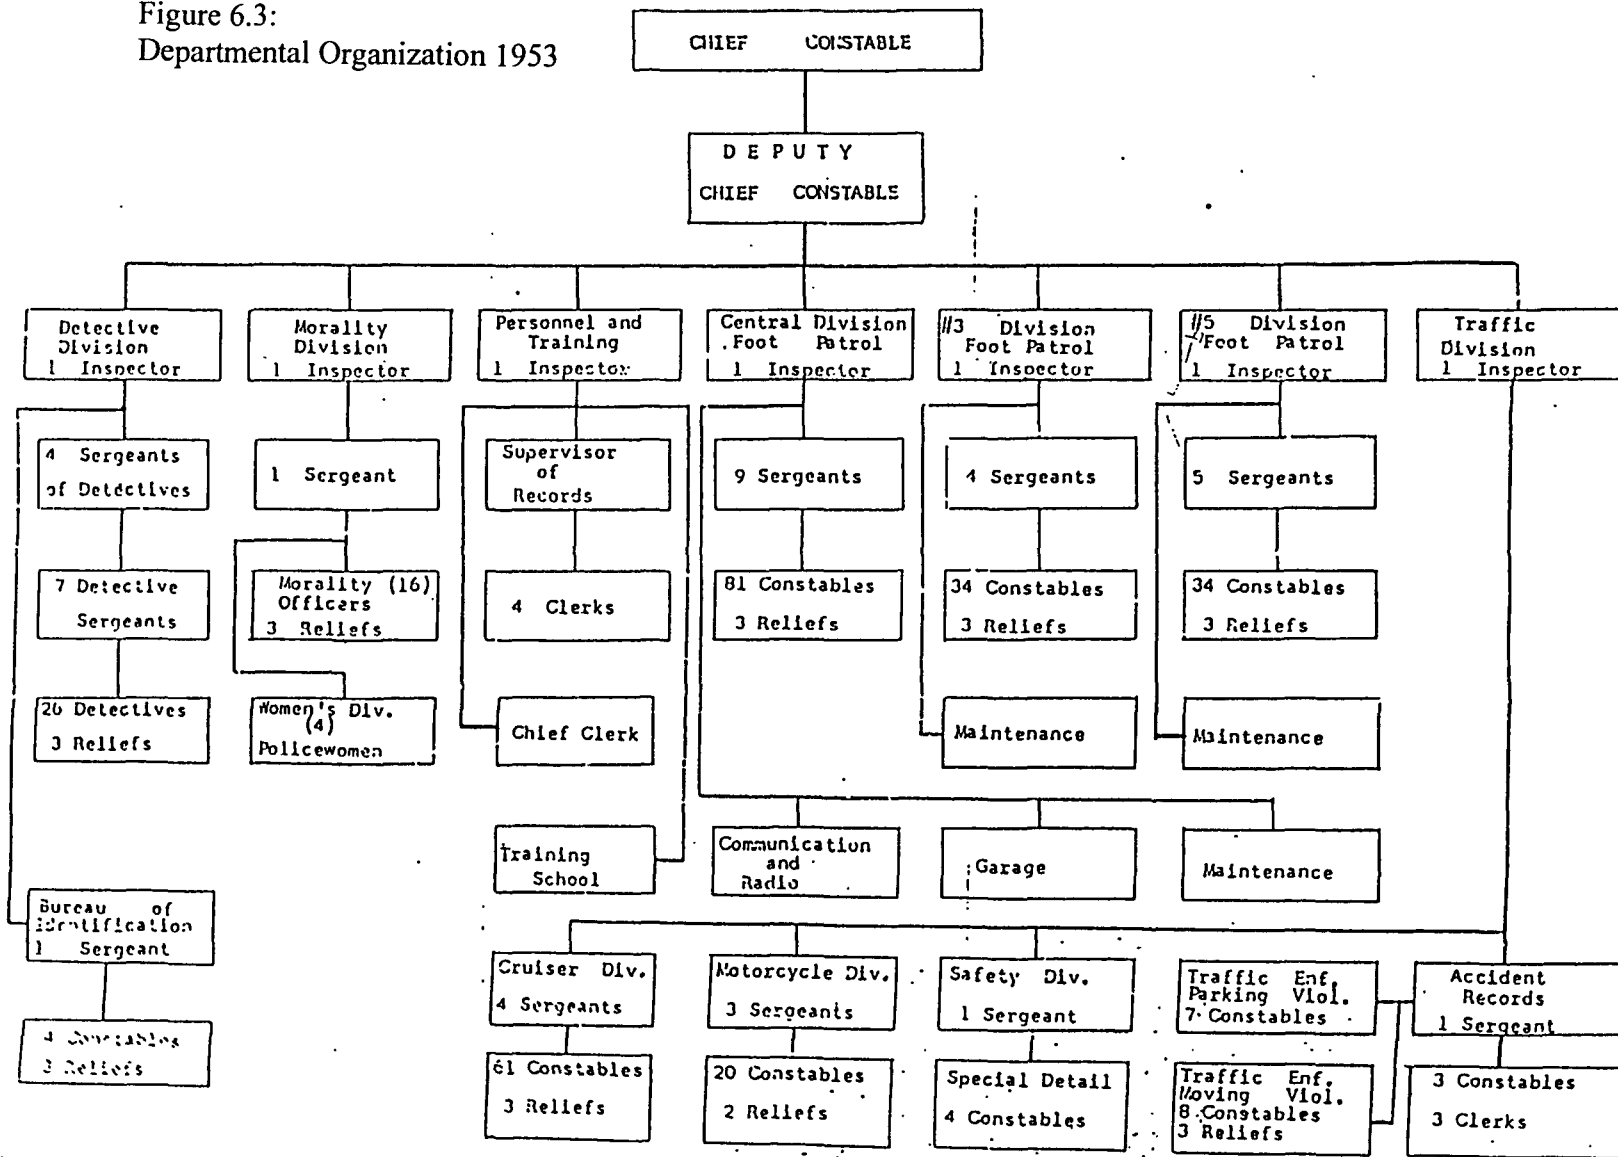 Figure 6.3:
Departmental Organization 1953
CHIEF CONSTABLE
DEPUTY
CHIEF CONSTABLE
Detective
Division
1 Inspector
Morality
Division
1 Inspector
Personnel and
Training
1 Inspector
Central Division
Foot Patrol
1 Inspector
#3 Division
Foot Patrol
1 Inspector
#5 Division
Foot Patrol
1 Inspector
Traffic
Division
1 Inspector
4 Sergeants
of Detectives
1 Sergeant
Supervisor
of
Records
9 Sergeants
4 Sergeants
5 Sergeants
7 Detective
Sergeants
Morality (16)
Officers
3 Reliefs
4 Clerks
81 Constables
3 Reliefs
34 Constables
3 Reliefs
34 Constables
3 Reliefs
26 Detectives
3 Reliefs
Women's Div.
(4)
Policewomen
Chief Clerk
Maintenance
Maintenance
Training
School
Communication
and
Radio
Garage
Maintenance
Bureau of
Identification
1 Sergeant
4 Constables
3 Reliefs
Cruiser Div.
4 Sergeants
Motorcycle Div.
3 Sergeants
Safety Div.
1 Sergeant
Traffic Enf.
Parking Viol.
7 Constables
Accident
Records
1 Sergeant
61 Constables
3 Reliefs
20 Constables
2 Reliefs
Special Detail
4 Constables
Traffic Enf.
Moving Viol.
8 Constables
3 Reliefs
3 Constables
3 Clerks